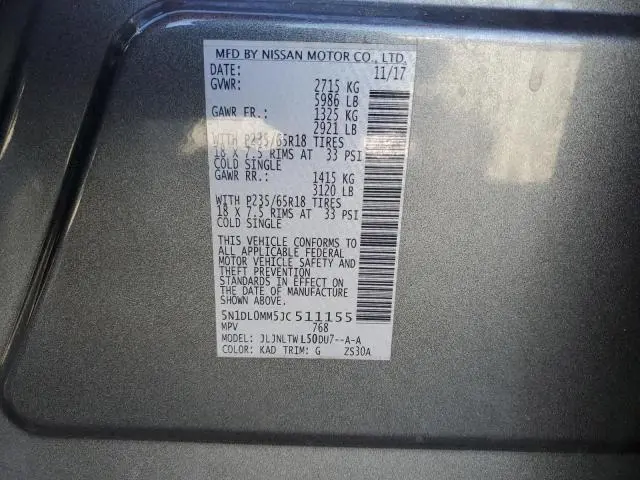 MFD BY NISSAN MOTOR CO., LTD.
DATE: 11/17
GVWR: 2715 KG
5986 LB
GAWR FR.: 1325 KG
2921 LB
WITH P235/65R18 TIRES
18 X 7.5 RIMS AT 33 PSI
COLD SINGLE
GAWR RR.: 1415 KG
3120 LB
WITH P235/65R18 TIRES
18 X 7.5 RIMS AT 33 PSI
COLD SINGLE
THIS VEHICLE CONFORMS TO
ALL APPLICABLE FEDERAL
MOTOR VEHICLE SAFETY AND
THEFT PREVENTION
STANDARDS IN EFFECT ON
THE DATE OF MANUFACTURE
SHOWN ABOVE.
5N1DL0MM5JC511155
MPV 768
MODEL: JLJNLTWL50DU7--A-A
COLOR: KAD TRIM: G ZS30A